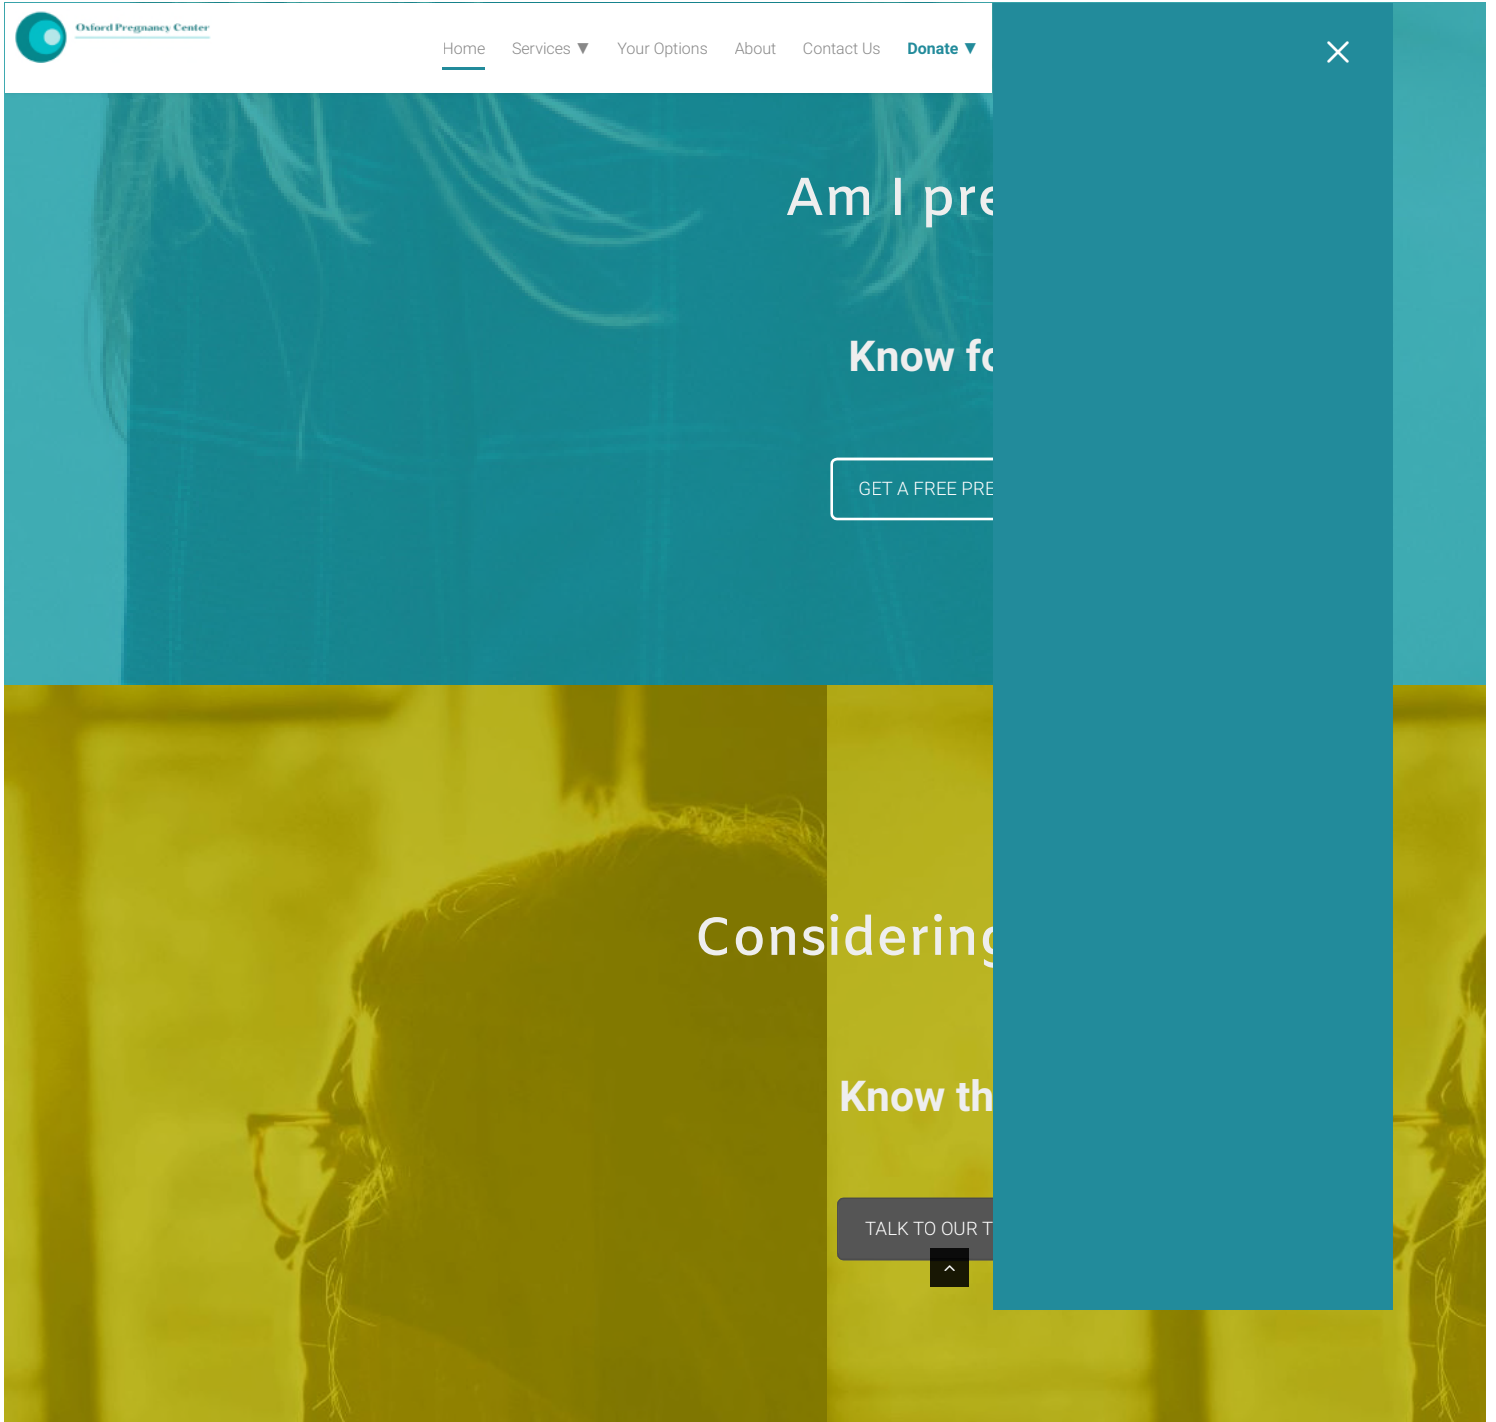 Oxford Pregnancy Center
Home Services ▼ Your Options About Contact Us Donate ▼
Am I pre
Know fo
GET A FREE PRE
Considering
Know th
TALK TO OUR T